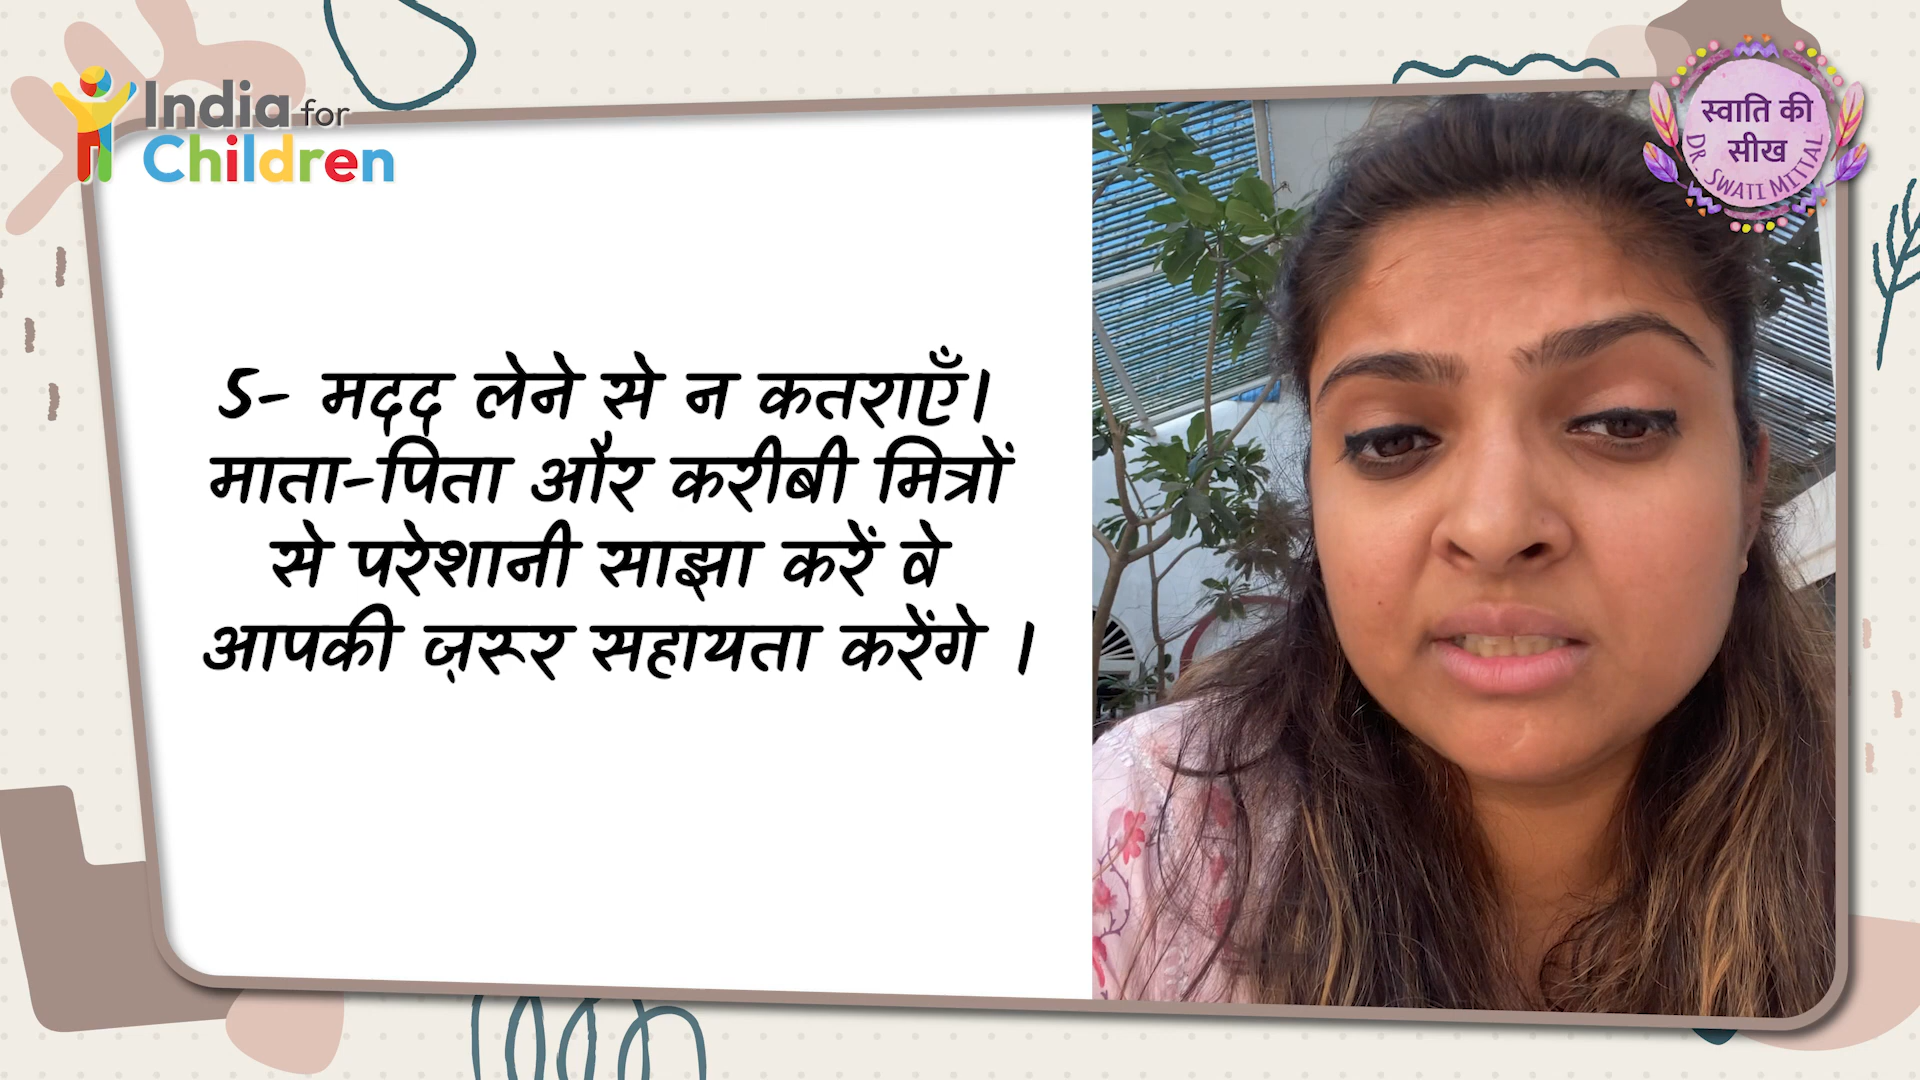 India for
Children
स्वाति की
सीख
DR. SWATI MITTAL
5- मदद लेने से न कतराएँ।
माता-पिता और करीबी मित्रों
से परेशानी साझा करें वे
आपकी ज़रूर सहायता करेंगे ।